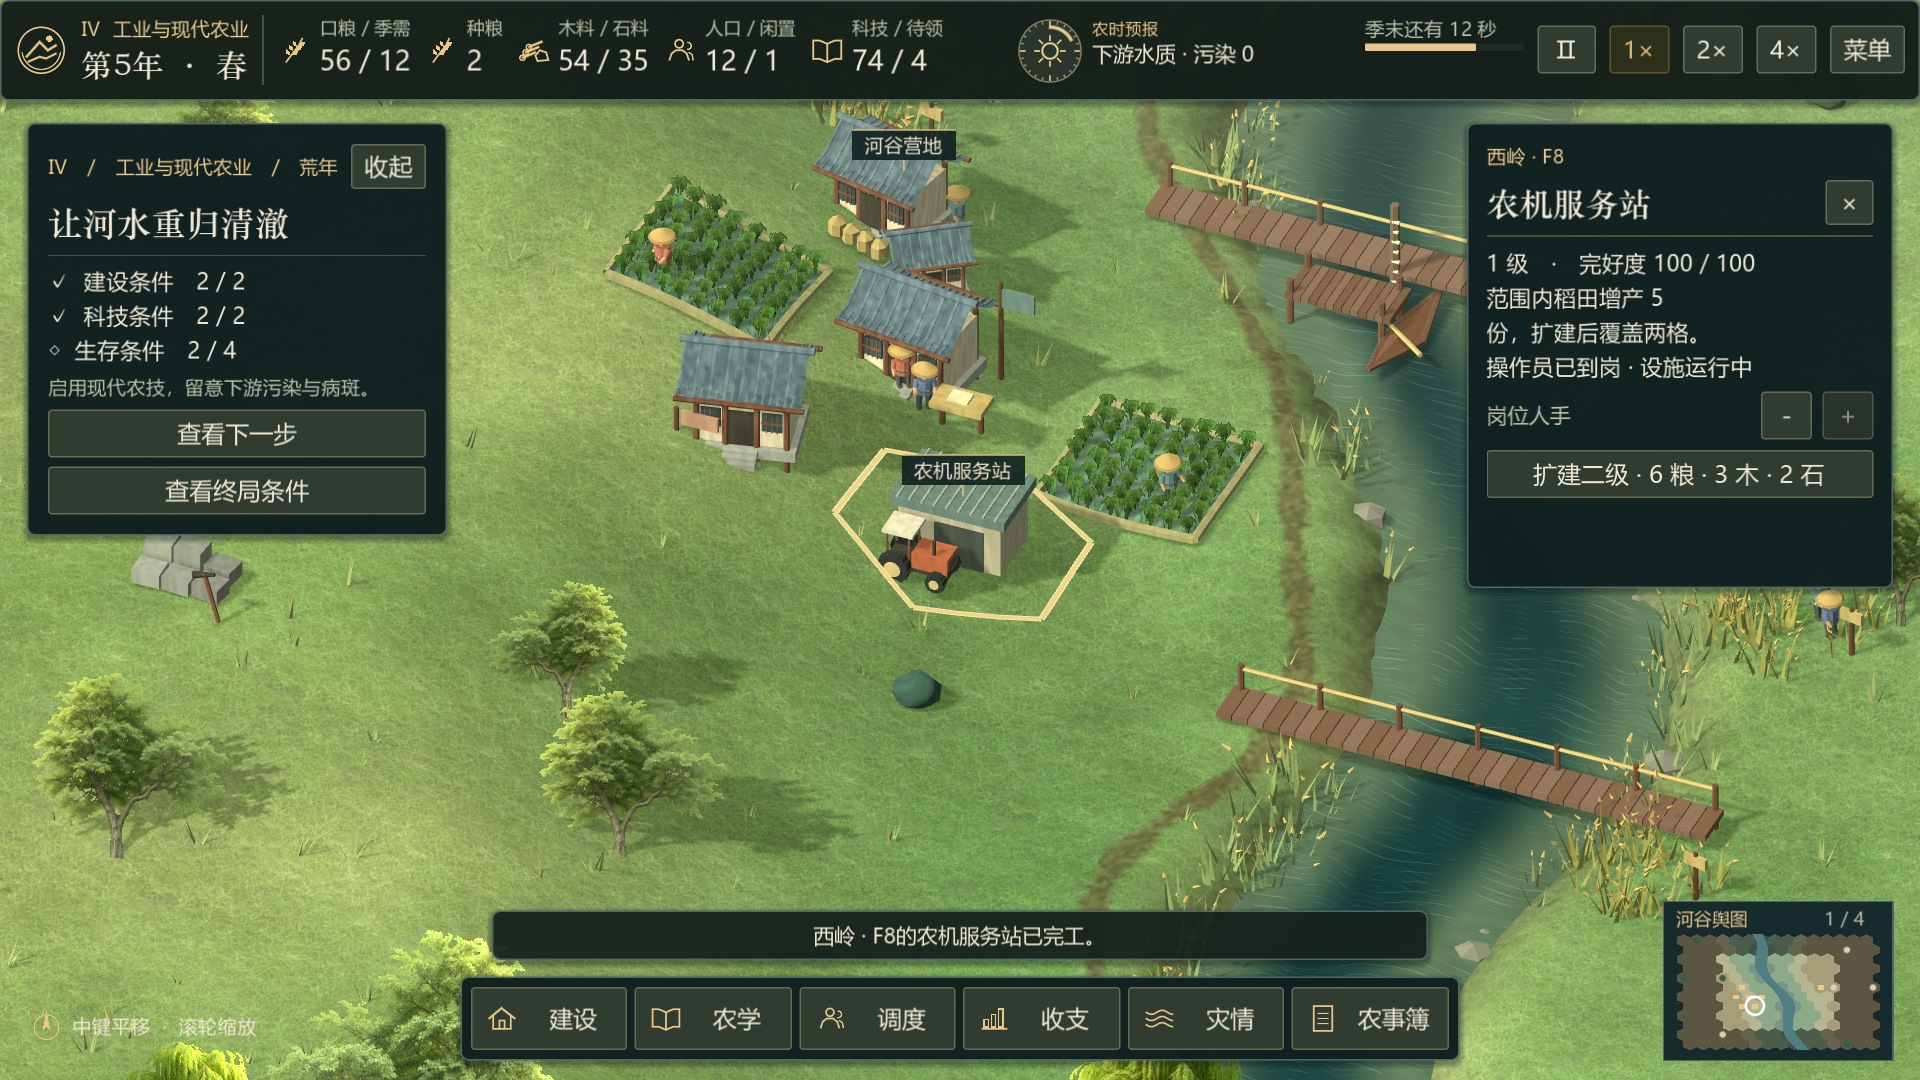 IV 工业与现代农业
第5年 · 春
口粮 / 季需
56 / 12
种粮
2
木料 / 石料
54 / 35
人口 / 闲置
12 / 1
科技 / 待领
74 / 4
农时预报
下游水质 · 污染 0
季末还有 12 秒
1×
2×
4×
菜单
IV / 工业与现代农业 / 荒年
收起
让河水重归清澈
✓ 建设条件 2 / 2
✓ 科技条件 2 / 2
◇ 生存条件 2 / 4
启用现代农技，留意下游污染与病斑。
查看下一步
查看终局条件
河谷营地
农机服务站
西岭 · F8
农机服务站
×
1 级 · 完好度 100 / 100
范围内稻田增产 5
份，扩建后覆盖两格。
操作员已到岗 · 设施运行中
岗位人手
- +
扩建二级 · 6 粮 · 3 木 · 2 石
西岭 · F8的农机服务站已完工。
河谷舆图 1 / 4
中键平移 · 滚轮缩放
建设
农学
调度
收支
灾情
农事簿